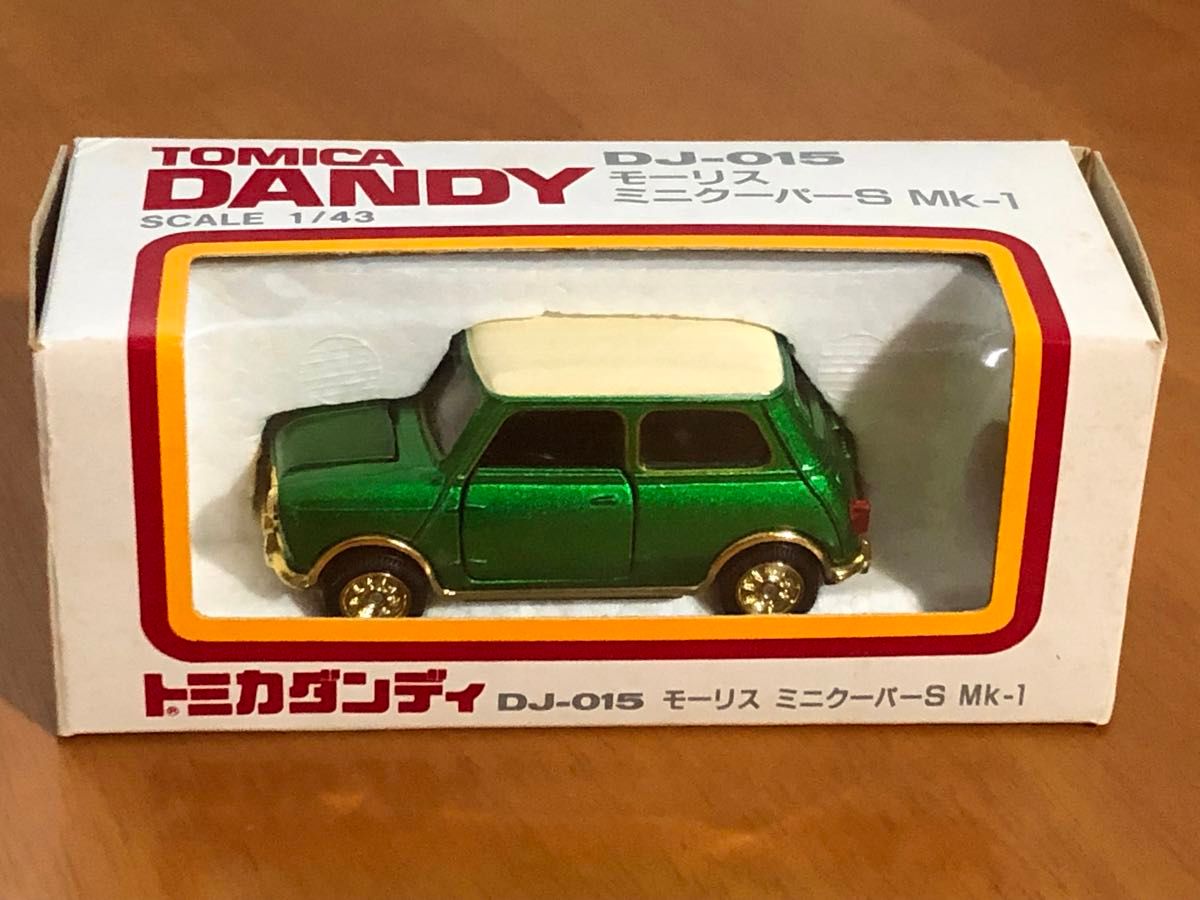 TOMICA
DANDY
SCALE 1/43
DJ-015
モーリス
ミニクーパーS Mk-1
トミカダンディ® DJ-015 モーリス ミニクーパーS Mk-1